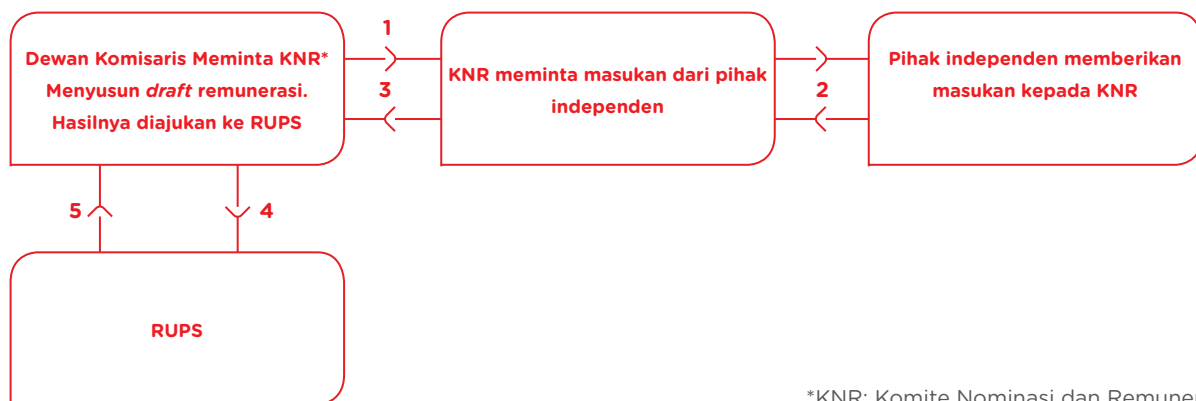 1
Dewan Komisaris Meminta KNR*
Menyusun draft remunerasi.
Hasilnya diajukan ke RUPS
3
KNR meminta masukan dari pihak
independen
2
Pihak independen memberikan
masukan kepada KNR
5
4
RUPS
*KNR: Komite Nominasi dan